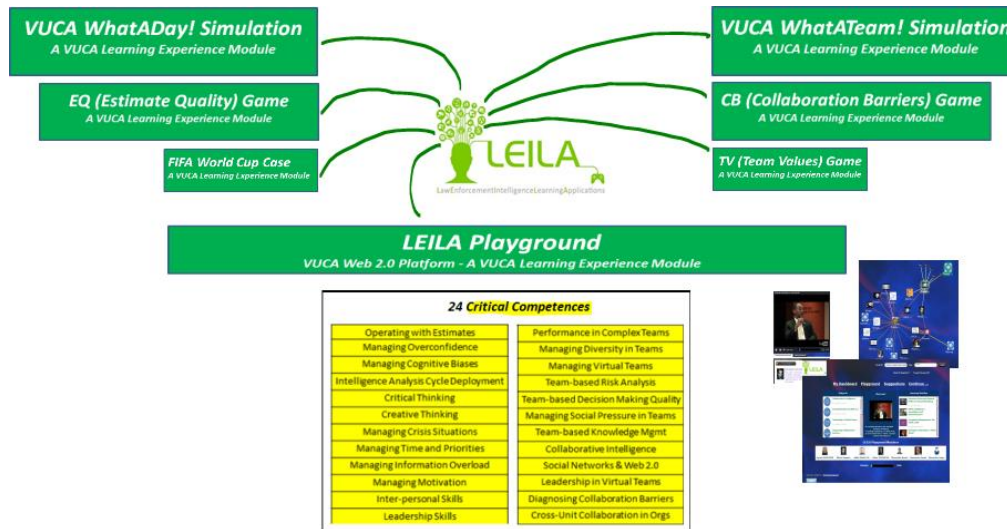 VUCA WhatADay! Simulation
A VUCA Learning Experience Module
VUCA WhatATeam! Simulation
A VUCA Learning Experience Module
EQ (Estimate Quality) Game
A VUCA Learning Experience Module
CB (Collaboration Barriers) Game
A VUCA Learning Experience Module
FIFA World Cup Case
A VUCA Learning Experience Module
TV (Team Values) Game
A VUCA Learning Experience Module
LEILA
LawEnforcementIntelligenceLearningApplications
LEILA Playground
VUCA Web 2.0 Platform - A VUCA Learning Experience Module
24 Critical Competences
Operating with Estimates
Managing Overconfidence
Managing Cognitive Biases
Intelligence Analysis Cycle Deployment
Critical Thinking
Creative Thinking
Managing Crisis Situations
Managing Time and Priorities
Managing Information Overload
Managing Motivation
Inter-personal Skills
Leadership Skills
Performance in Complex Teams
Managing Diversity in Teams
Managing Virtual Teams
Team-based Risk Analysis
Team-based Decision Making Quality
Managing Social Pressure in Teams
Team-based Knowledge Mgmt
Collaborative Intelligence
Social Networks & Web 2.0
Leadership in Virtual Teams
Diagnosing Collaboration Barriers
Cross-Unit Collaboration in Orgs
LEILA
My Dashboard Playground Suggestions